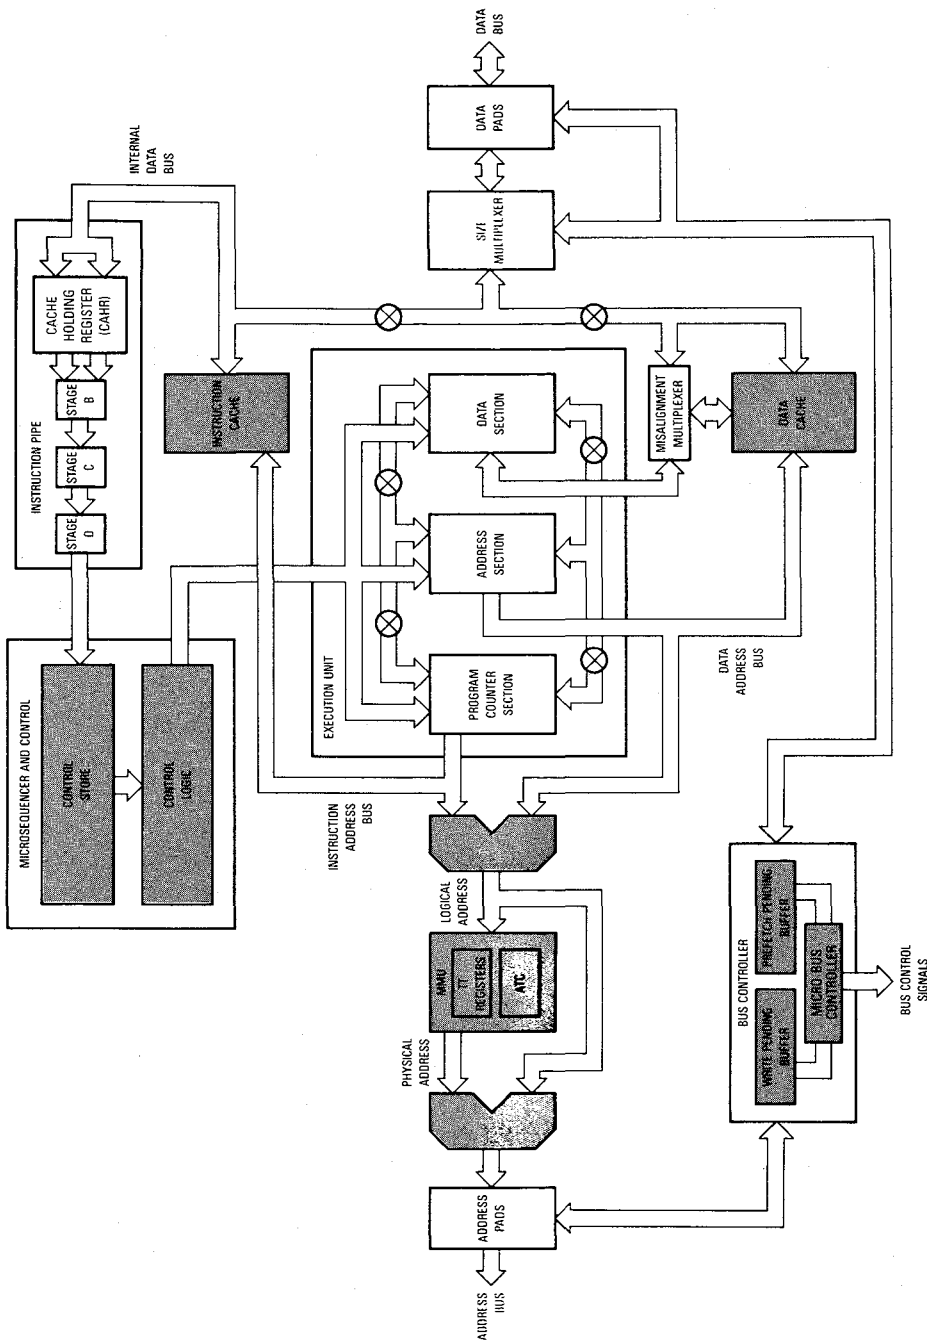 MICROSEQUENCER AND CONTROL
CONTROL
STORE
CONTROL
LOGIC
INSTRUCTION PIPE
STAGE
D
STAGE
C
STAGE
B
CACHE
HOLDING
REGISTER
(CAHR)
INTERNAL
DATA
BUS
INSTRUCTION
CACHE
INSTRUCTION
ADDRESS
BUS
EXECUTION UNIT
PROGRAM
COUNTER
SECTION
ADDRESS
SECTION
DATA
SECTION
ADDRESS
BUS
ADDRESS
PADS
PHYSICAL
ADDRESS
MMU
TT
REGISTERS
ATC
LOGICAL
ADDRESS
SIZE
MULTIPLEXER
DATA
PADS
DATA
BUS
MISALIGNMENT
MULTIPLEXER
DATA
CACHE
DATA
ADDRESS
BUS
BUS CONTROLLER
WRITE PENDING
BUFFER
PREFETCH PENDING
BUFFER
MICRO BUS
CONTROLLER
BUS CONTROL
SIGNALS